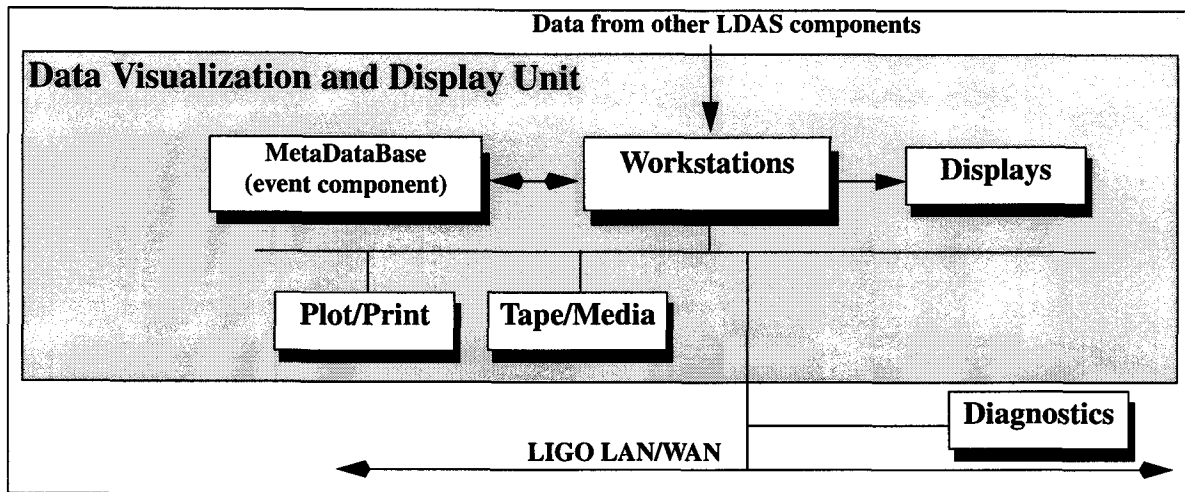 Data from other LDAS components
Data Visualization and Display Unit
MetaDataBase
(event component)
Workstations
Displays
Plot/Print
Tape/Media
Diagnostics
LIGO LAN/WAN